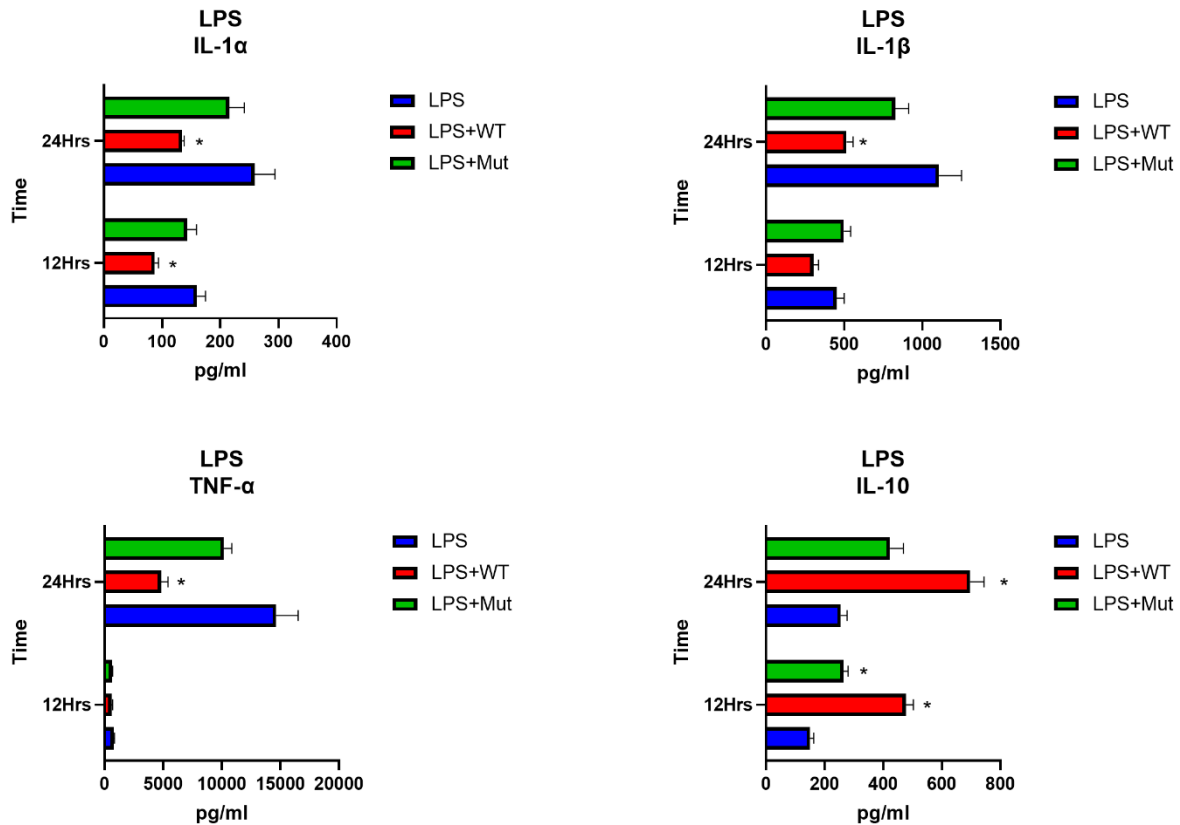 LPS
IL-1α
LPS
LPS+WT
LPS+Mut
24Hrs
*
12Hrs
*
Time
0 100 200 300 400
pg/ml
LPS
IL-1β
LPS
LPS+WT
LPS+Mut
24Hrs
*
12Hrs
Time
0 500 1000 1500
pg/ml
LPS
TNF-α
LPS
LPS+WT
LPS+Mut
24Hrs
*
12Hrs
Time
0 5000 10000 15000 20000
pg/ml
LPS
IL-10
LPS
LPS+WT
LPS+Mut
24Hrs
*
*
12Hrs
*
Time
0 200 400 600 800
pg/ml